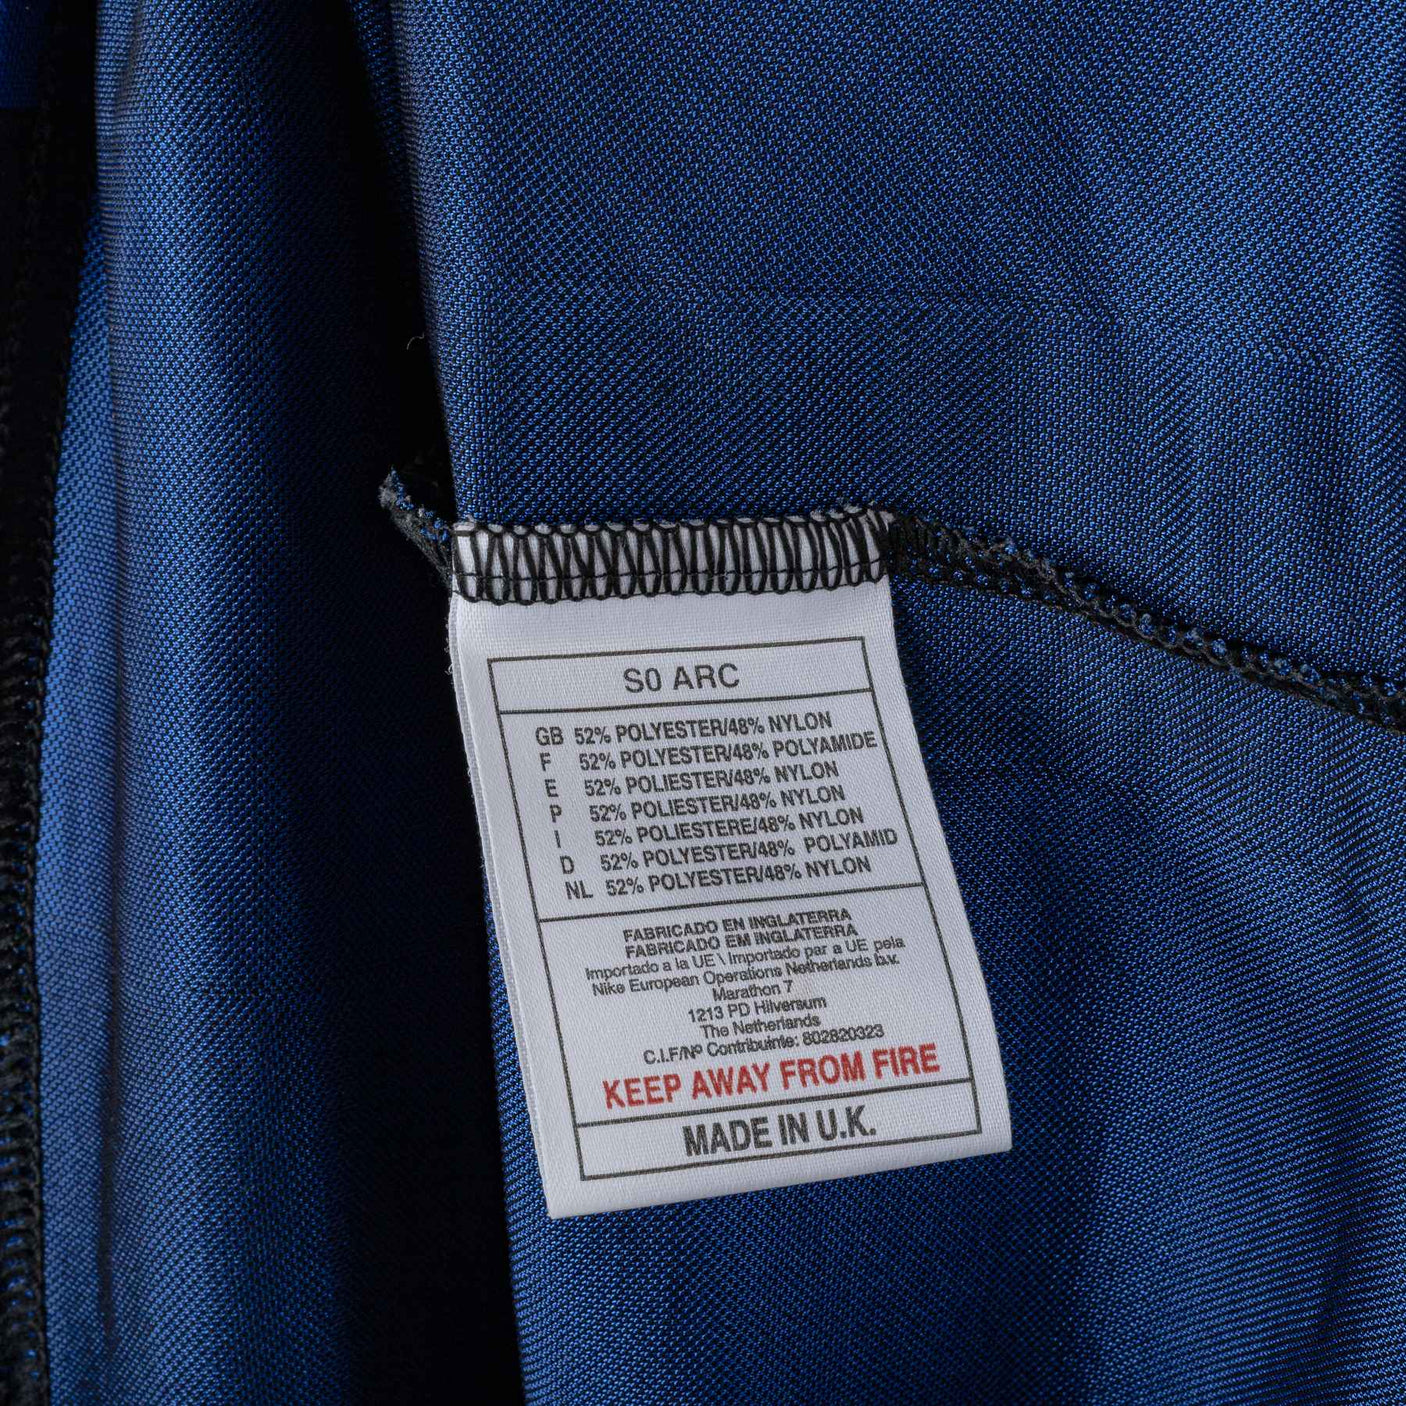 S0 ARC
GB 52% POLYESTER/48% NYLON
F 52% POLYESTER/48% POLYAMIDE
E 52% POLIESTER/48% NYLON
P 52% POLIESTER/48% NYLON
I 52% POLIESTERE/48% NYLON
D 52% POLYESTER/48% POLYAMID
NL 52% POLYESTER/48% NYLON
FABRICADO EN INGLATERRA
FABRICADO EM INGLATERRA
Importado a la UE \ Importado par a UE pela
Nike European Operations Netherlands b.v.
Marathon 7
1213 PD Hilversum
The Netherlands
C.I.F/Nº Contribuinte: 802820323
KEEP AWAY FROM FIRE
MADE IN U.K.